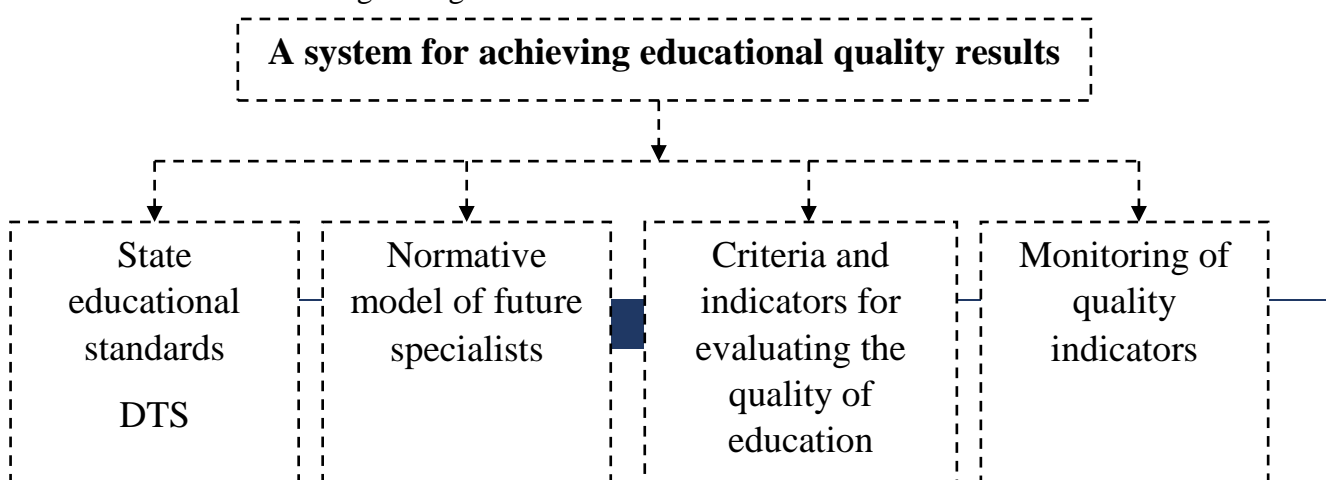 A system for achieving educational quality results
State
educational
standards
DTS
Normative
model of future
specialists
Criteria and
indicators for
evaluating the
quality of
education
Monitoring of
quality
indicators